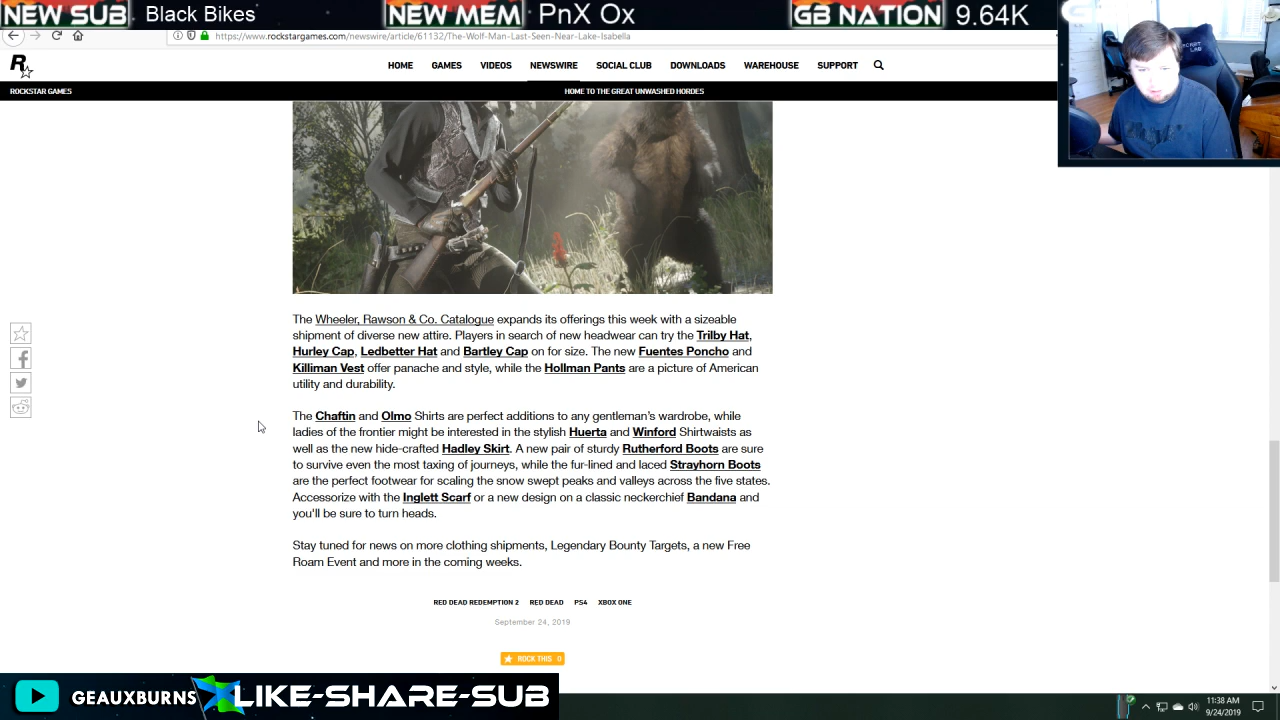 NEW SUB Black Bikes NEW MEM PnX Ox GB NATION 9.64K
https://www.rockstargames.com/newswire/article/61132/The-Wolf-Man-Last-Seen-Near-Lake-Isabella
R HOME GAMES VIDEOS NEWSWIRE SOCIAL CLUB DOWNLOADS WAREHOUSE SUPPORT
ROCKSTAR GAMES HOME TO THE GREAT UNWASHED HORDES
SECRET LAB
The Wheeler, Rawson & Co. Catalogue expands its offerings this week with a sizeable
shipment of diverse new attire. Players in search of new headwear can try the Trilby Hat,
Hurley Cap, Ledbetter Hat and Bartley Cap on for size. The new Fuentes Poncho and
Killiman Vest offer panache and style, while the Hollman Pants are a picture of American
utility and durability.
The Chaftin and Olmo Shirts are perfect additions to any gentleman's wardrobe, while
ladies of the frontier might be interested in the stylish Huerta and Winford Shirtwaists as
well as the new hide-crafted Hadley Skirt. A new pair of sturdy Rutherford Boots are sure
to survive even the most taxing of journeys, while the fur-lined and laced Strayhorn Boots
are the perfect footwear for scaling the snow swept peaks and valleys across the five states.
Accessorize with the Inglett Scarf or a new design on a classic neckerchief Bandana and
you'll be sure to turn heads.
Stay tuned for news on more clothing shipments, Legendary Bounty Targets, a new Free
Roam Event and more in the coming weeks.
RED DEAD REDEMPTION 2 RED DEAD PS4 XBOX ONE
September 24, 2019
ROCK THIS 0
GEAUXBURNS LIKE-SHARE-SUB
11:38 AM
9/24/2019